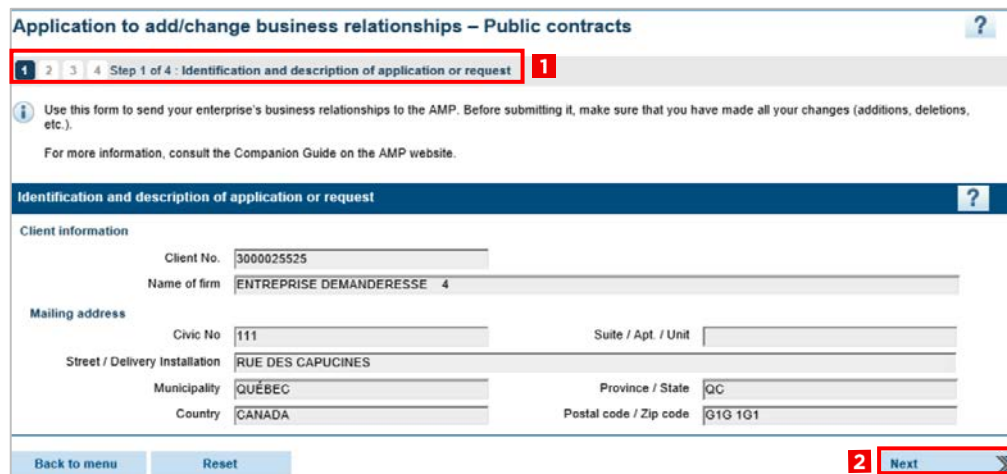 Application to add/change business relationships – Public contracts ?
1 2 3 4 Step 1 of 4 : Identification and description of application or request 1
Use this form to send your enterprise's business relationships to the AMP. Before submitting it, make sure that you have made all your changes (additions, deletions,
etc.).
For more information, consult the Companion Guide on the AMP website.
Identification and description of application or request ?
Client information
Client No. 3000025525
Name of firm ENTREPRISE DEMANDERESSE 4
Mailing address
Civic No 111 Suite / Apt. / Unit
Street / Delivery Installation RUE DES CAPUCINES
Municipality QUÉBEC Province / State QC
Country CANADA Postal code / Zip code G1G 1G1
Back to menu Reset 2 Next